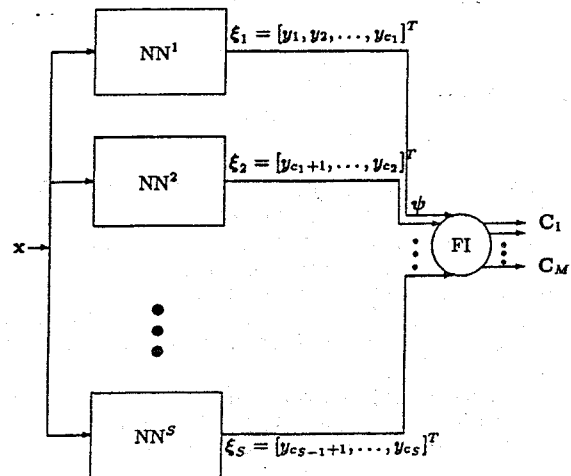 ξ₁ = [y₁, y₂, . . . , y_{c₁}]ᵀ
NN¹
ξ₂ = [y_{c₁+1}, . . . , y_{c₂}]ᵀ
NN²
ψ
x
FI
C₁
C_M
NN^S
ξ_S = [y_{c_{S−1}+1}, . . . , y_{c_S}]ᵀ